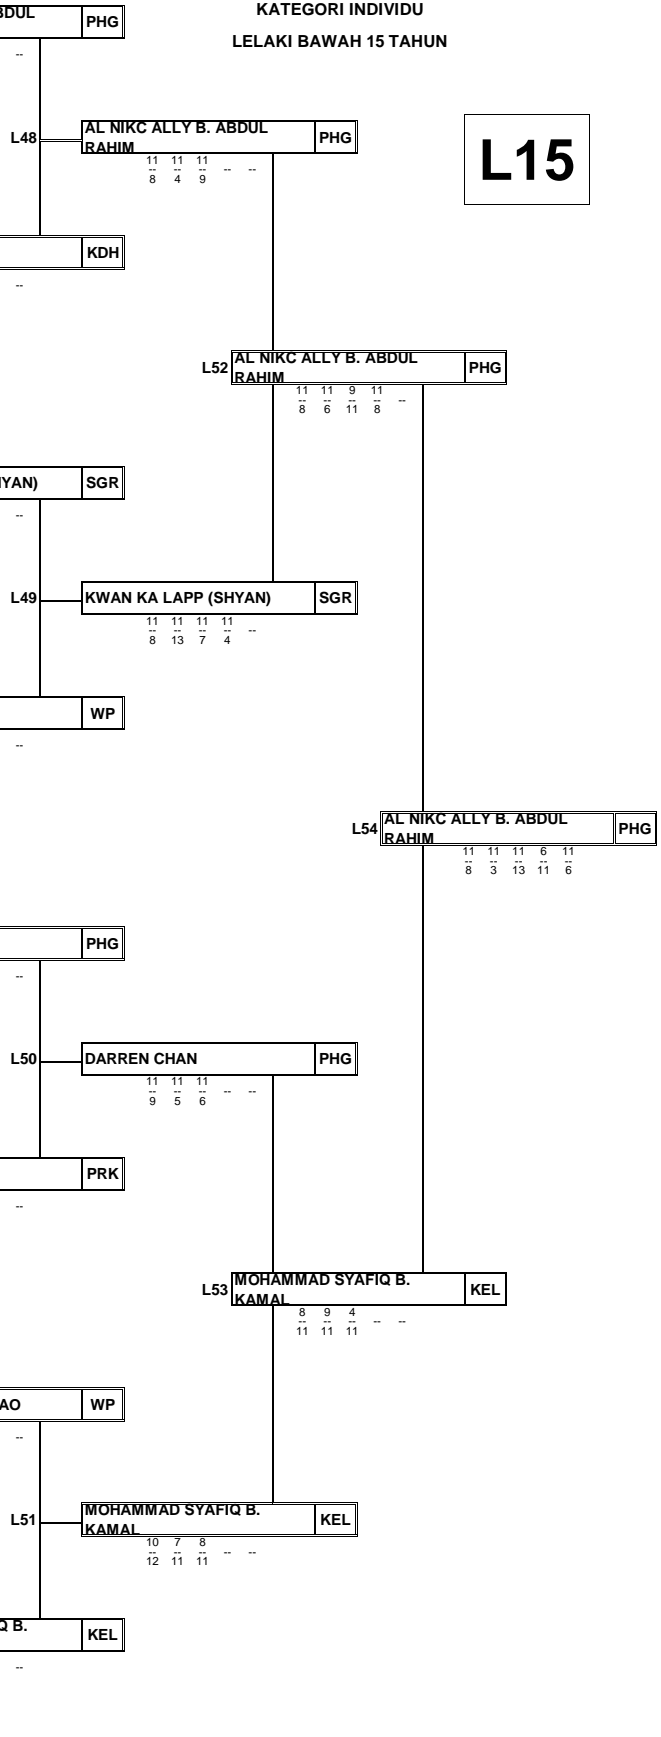 KATEGORI INDIVIDU
BDUL PHG
LELAKI BAWAH 15 TAHUN
--
L48 AL NIKC ALLY B. ABDUL RAHIM PHG
L15
11 11 11
-- -- -- -- --
8 4 9
KDH
--
L52 AL NIKC ALLY B. ABDUL RAHIM PHG
11 11 9 11
-- -- -- -- --
8 6 11 8
YAN) SGR
--
L49 KWAN KA LAPP (SHYAN) SGR
11 11 11 11
-- -- -- -- --
8 13 7 4
WP
--
L54 AL NIKC ALLY B. ABDUL RAHIM PHG
11 11 11 6 11
-- -- -- -- --
8 3 13 11 6
PHG
--
L50 DARREN CHAN PHG
11 11 11
-- -- -- -- --
9 5 6
PRK
--
L53 MOHAMMAD SYAFIQ B. KAMAL KEL
8 9 4
-- -- -- -- --
11 11 11
AO WP
--
L51 MOHAMMAD SYAFIQ B. KAMAL KEL
10 7 8
-- -- -- -- --
12 11 11
Q B. KEL
--